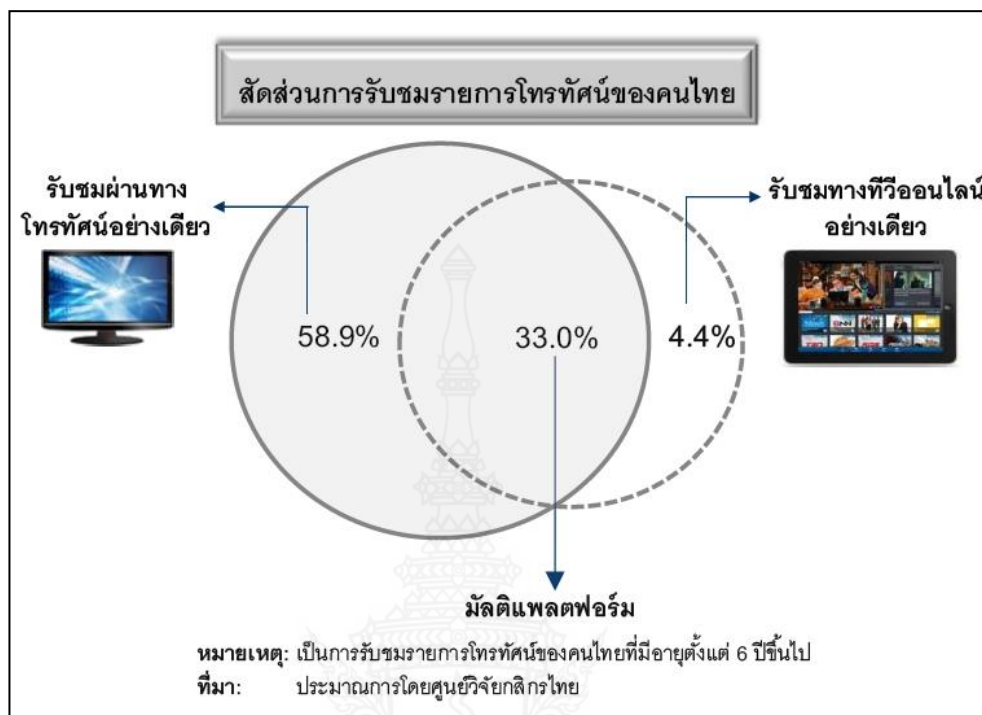 สัดส่วนการรับชมรายการโทรทัศน์ของคนไทย
รับชมผ่านทาง
โทรทัศน์อย่างเดียว
รับชมทางทีวีออนไลน์
อย่างเดียว
58.9%
33.0%
4.4%
มัลติแพลตฟอร์ม
หมายเหตุ: เป็นการรับชมรายการโทรทัศน์ของคนไทยที่มีอายุตั้งแต่ 6 ปีขึ้นไป
ที่มา: ประมาณการโดยศูนย์วิจัยกสิกรไทย